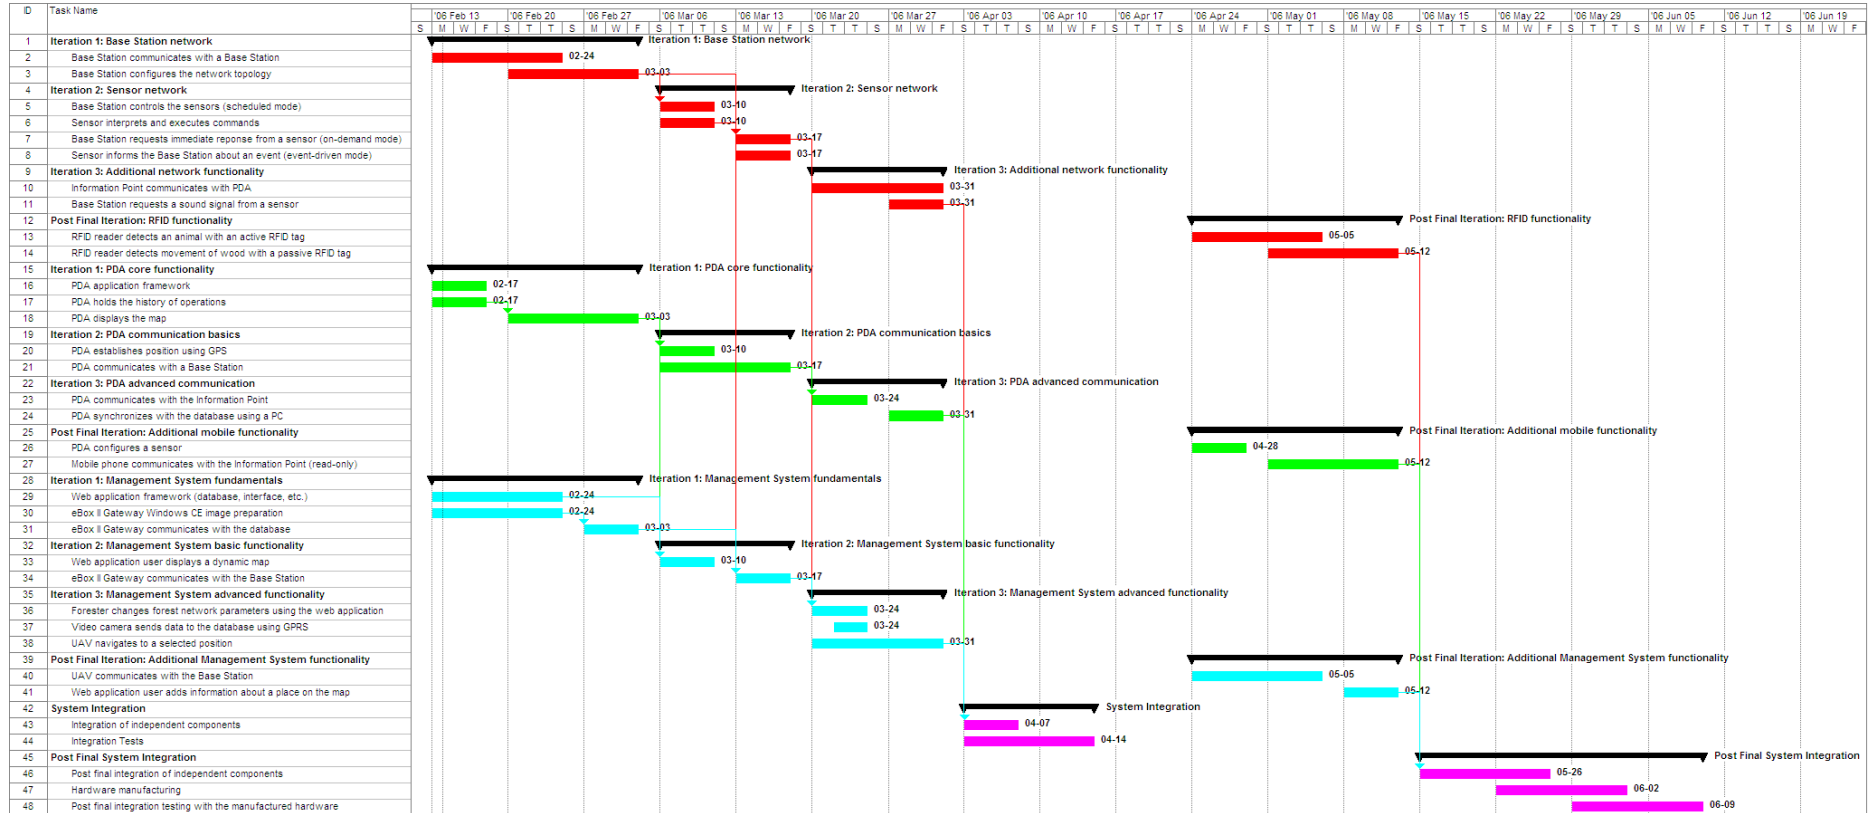 ID Task Name '06 Feb 13 '06 Feb 20 '06 Feb 27 '06 Mar 06 '06 Mar 13 '06 Mar 20 '06 Mar 27 '06 Apr 03 '06 Apr 10 '06 Apr 17 '06 Apr 24 '06 May 01 '06 May 08 '06 May 15 '06 May 22 '06 May 29 '06 Jun 05 '06 Jun 12 '06 Jun 19
S M W F S T T S M W F S T T S M W F S T T S M W F S T T S M W F S T T S M W F S T T S M W F S T T S M W F S T T S M W F S T T S M W F
1 Iteration 1: Base Station network Iteration 1: Base Station network
2 Base Station communicates with a Base Station 02-24
3 Base Station configures the network topology 03-03
4 Iteration 2: Sensor network Iteration 2: Sensor network
5 Base Station controls the sensors (scheduled mode) 03-10
6 Sensor interprets and executes commands 03-10
7 Base Station requests immediate reponse from a sensor (on-demand mode) 03-17
8 Sensor informs the Base Station about an event (event-driven mode) 03-17
9 Iteration 3: Additional network functionality Iteration 3: Additional network functionality
10 Information Point communicates with PDA 03-31
11 Base Station requests a sound signal from a sensor 03-31
12 Post Final Iteration: RFID functionality Post Final Iteration: RFID functionality
13 RFID reader detects an animal with an active RFID tag 05-05
14 RFID reader detects movement of wood with a passive RFID tag 05-12
15 Iteration 1: PDA core functionality Iteration 1: PDA core functionality
16 PDA application framework 02-17
17 PDA holds the history of operations 02-17
18 PDA displays the map 03-03
19 Iteration 2: PDA communication basics Iteration 2: PDA communication basics
20 PDA establishes position using GPS 03-10
21 PDA communicates with a Base Station 03-17
22 Iteration 3: PDA advanced communication Iteration 3: PDA advanced communication
23 PDA communicates with the Information Point 03-24
24 PDA synchronizes with the database using a PC 03-31
25 Post Final Iteration: Additional mobile functionality Post Final Iteration: Additional mobile functionality
26 PDA configures a sensor 04-28
27 Mobile phone communicates with the Information Point (read-only) 05-12
28 Iteration 1: Management System fundamentals Iteration 1: Management System fundamentals
29 Web application framework (database, interface, etc.) 02-24
30 eBox II Gateway Windows CE image preparation 02-24
31 eBox II Gateway communicates with the database 03-03
32 Iteration 2: Management System basic functionality Iteration 2: Management System basic functionality
33 Web application user displays a dynamic map 03-10
34 eBox II Gateway communicates with the Base Station 03-17
35 Iteration 3: Management System advanced functionality Iteration 3: Management System advanced functionality
36 Forester changes forest network parameters using the web application 03-24
37 Video camera sends data to the database using GPRS 03-24
38 UAV navigates to a selected position 03-31
39 Post Final Iteration: Additional Management System functionality Post Final Iteration: Additional Management System functionality
40 UAV communicates with the Base Station 05-05
41 Web application user adds information about a place on the map 05-12
42 System Integration System Integration
43 Integration of independent components 04-07
44 Integration Tests 04-14
45 Post Final System Integration Post Final System Integration
46 Post final integration of independent components 05-26
47 Hardware manufacturing 06-02
48 Post final integration testing with the manufactured hardware 06-09